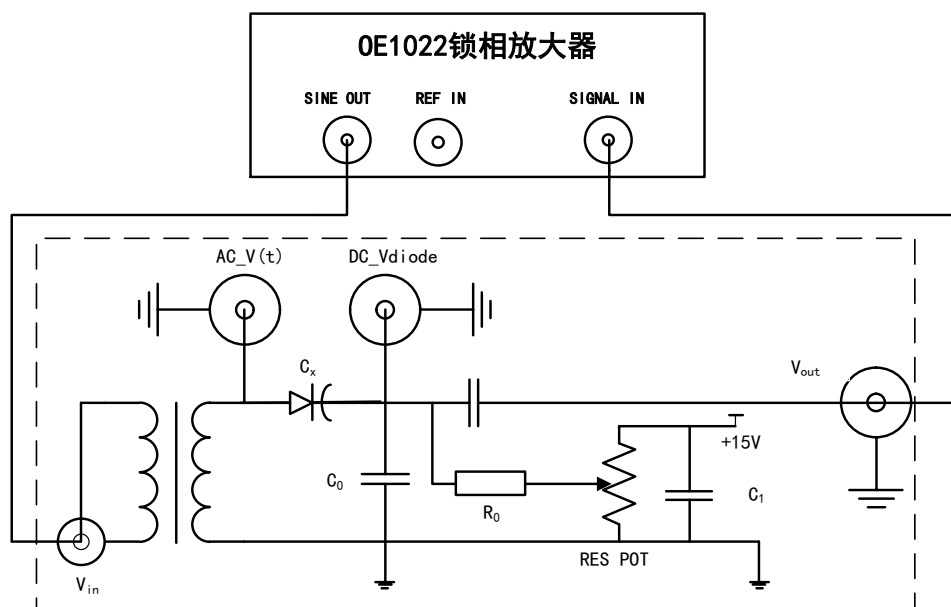 OE1022锁相放大器
SINE OUT
REF IN
SIGNAL IN
AC_V(t)
DC_Vdiode
Cx
Vout
+15V
C0
R0
C1
RES POT
Vin